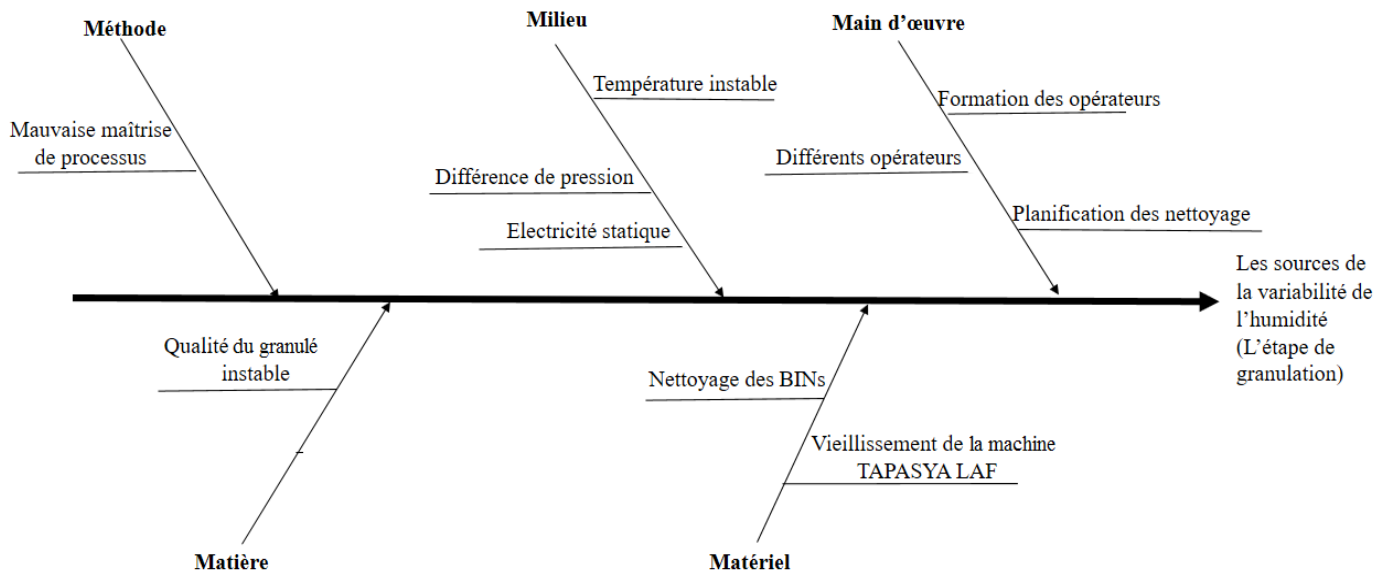 Méthode
Milieu
Main d'œuvre
Température instable
Formation des opérateurs
Mauvaise maîtrise
de processus
Différents opérateurs
Différence de pression
Planification des nettoyage
Electricité statique
Les sources de
la variabilité de
l'humidité
(L'étape de
granulation)
Qualité du granulé
instable
Nettoyage des BINs
Vieillissement de la machine
TAPASYA LAF
Matière
Matériel